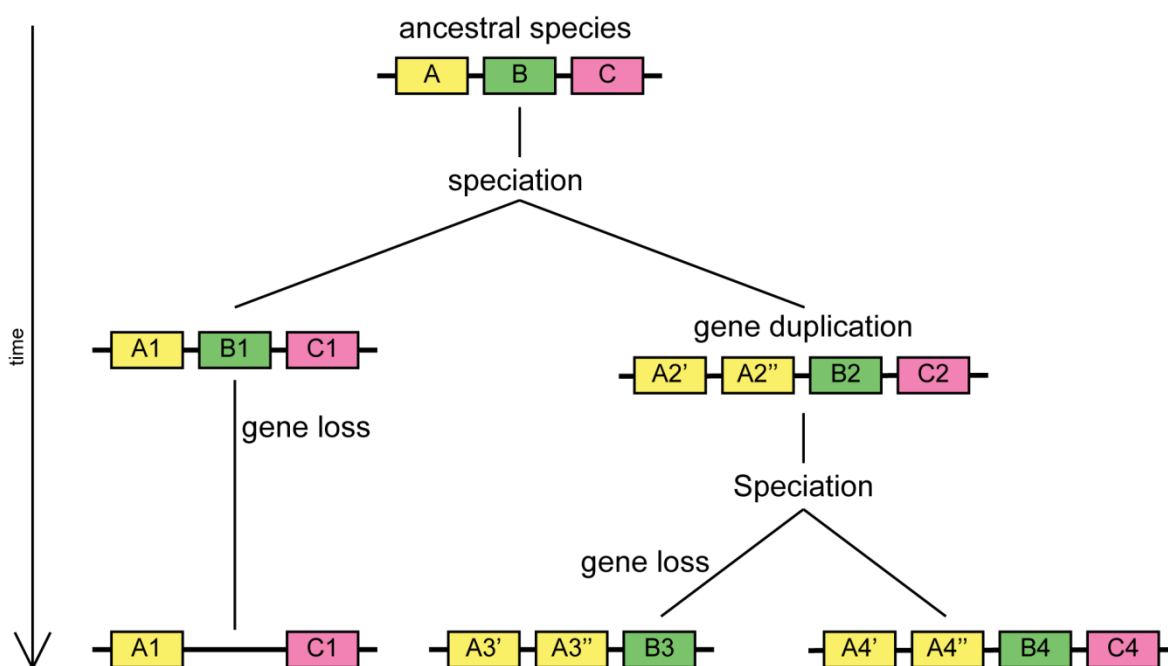 ancestral species
A B C
speciation
time
gene duplication
A1 B1 C1
A2' A2'' B2 C2
gene loss
Speciation
gene loss
A1 C1 A3' A3'' B3 A4' A4'' B4 C4